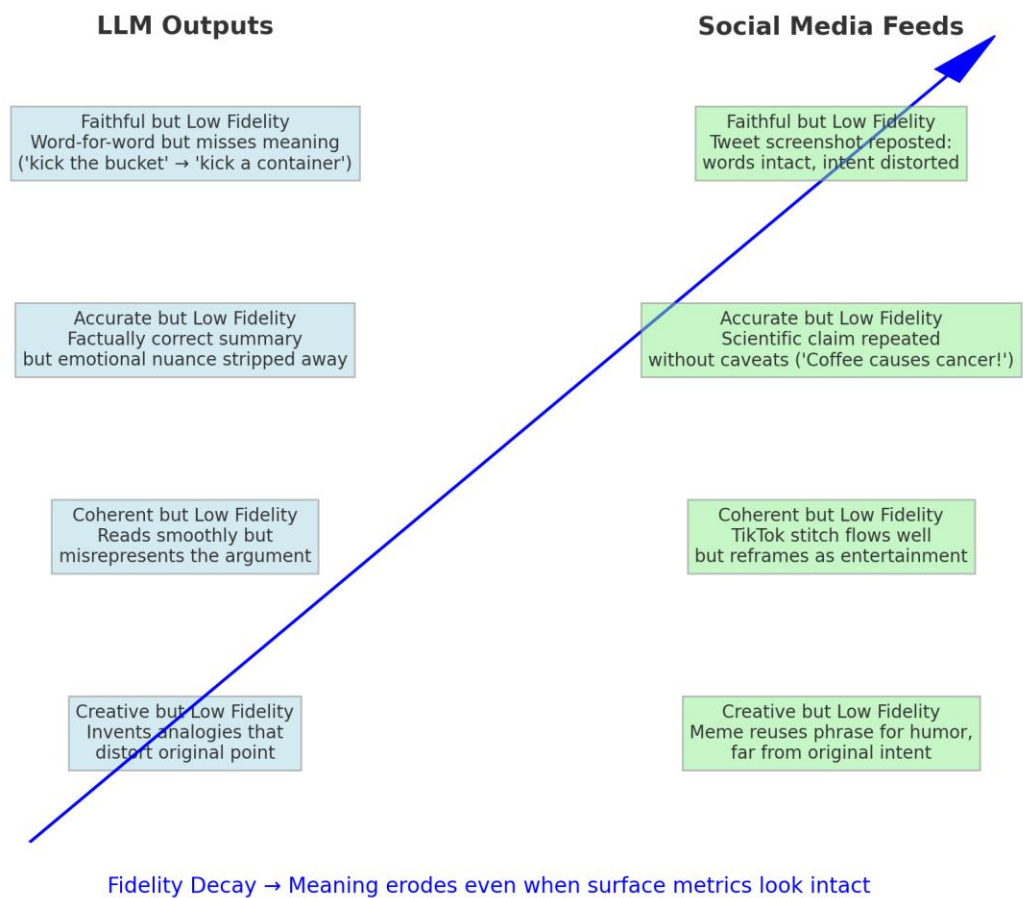 LLM Outputs
Social Media Feeds
Faithful but Low Fidelity
Word-for-word but misses meaning
('kick the bucket' → 'kick a container')
Faithful but Low Fidelity
Tweet screenshot reposted:
words intact, intent distorted
Accurate but Low Fidelity
Factually correct summary
but emotional nuance stripped away
Accurate but Low Fidelity
Scientific claim repeated
without caveats ('Coffee causes cancer!')
Coherent but Low Fidelity
Reads smoothly but
misrepresents the argument
Coherent but Low Fidelity
TikTok stitch flows well
but reframes as entertainment
Creative but Low Fidelity
Invents analogies that
distort original point
Creative but Low Fidelity
Meme reuses phrase for humor,
far from original intent
Fidelity Decay → Meaning erodes even when surface metrics look intact